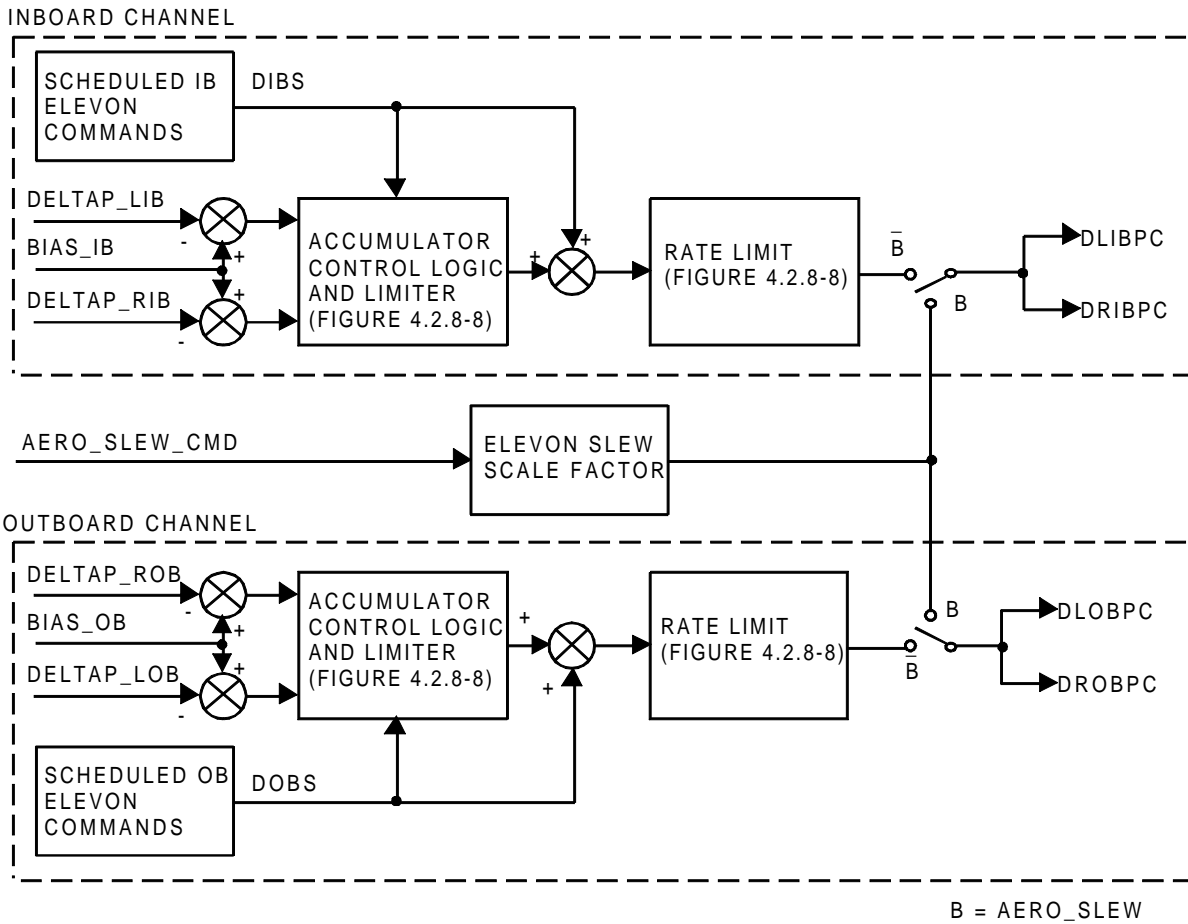 INBOARD CHANNEL
SCHEDULED IB
ELEVON
COMMANDS
DIBS
DELTAP_LIB
-
BIAS_IB
+
+
DELTAP_RIB
-
ACCUMULATOR
CONTROL LOGIC
AND LIMITER
(FIGURE 4.2.8-8)
+
+
RATE LIMIT
(FIGURE 4.2.8-8)
B̅
B
DLIBPC
DRIBPC
AERO_SLEW_CMD
ELEVON SLEW
SCALE FACTOR
OUTBOARD CHANNEL
DELTAP_ROB
-
BIAS_OB
+
+
DELTAP_LOB
-
ACCUMULATOR
CONTROL LOGIC
AND LIMITER
(FIGURE 4.2.8-8)
+
+
RATE LIMIT
(FIGURE 4.2.8-8)
B
B̅
DLOBPC
DROBPC
SCHEDULED OB
ELEVON
COMMANDS
DOBS
B = AERO_SLEW